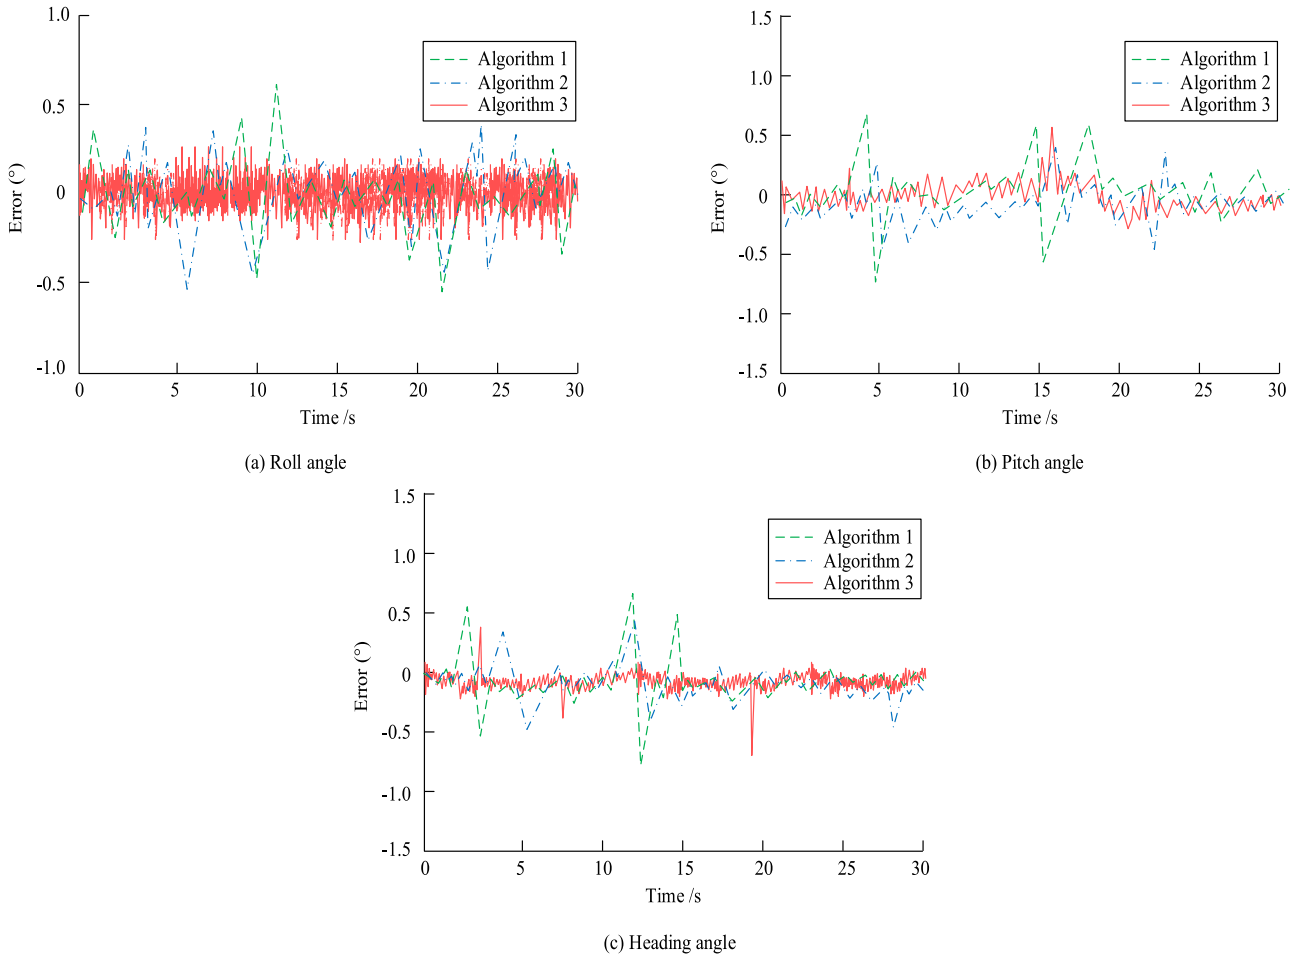 1.0
0.5
0
-0.5
-1.0
Error (°)
0 5 10 15 20 25 30
Time /s
Algorithm 1
Algorithm 2
Algorithm 3
(a) Roll angle
1.5
1.0
0.5
0
-0.5
-1.0
-1.5
Error (°)
0 5 10 15 20 25 30
Time /s
Algorithm 1
Algorithm 2
Algorithm 3
(b) Pitch angle
1.5
1.0
0.5
0
-0.5
-1.0
-1.5
Error (°)
0 5 10 15 20 25 30
Time /s
Algorithm 1
Algorithm 2
Algorithm 3
(c) Heading angle